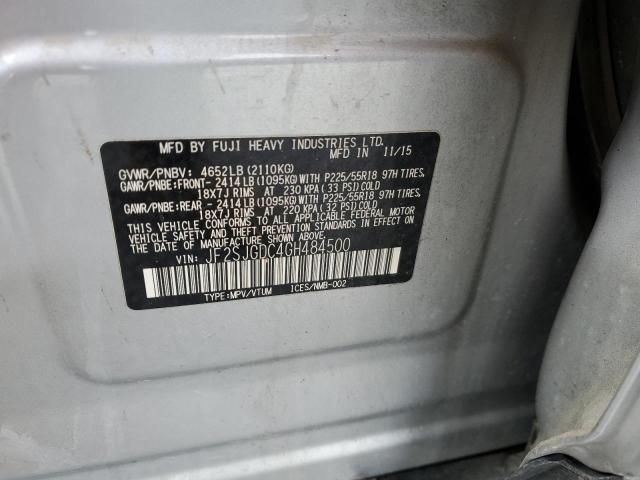 MFD BY FUJI HEAVY INDUSTRIES LTD.
MFD IN 11/15
GVWR/PNBV: 4652LB (2110KG)
GAWR/PNBE:FRONT- 2414LB (1095KG) WITH P225/55R18 97H TIRES,
18X7J RIMS AT 230 KPA (33 PSI) COLD
GAWR/PNBE:REAR- 2414LB (1095KG) WITH P225/55R18 97H TIRES,
18X7J RIMS AT 220 KPA (32 PSI) COLD
THIS VEHICLE CONFORMS TO ALL APPLICABLE FEDERAL MOTOR
VEHICLE SAFETY AND THEFT PREVENTION STANDARDS IN EFFECT ON
THE DATE OF MANUFACTURE SHOWN ABOVE.
VIN: JF2SJGDC4GH484500
TYPE:MPV/VTUM ICES/NMB-002